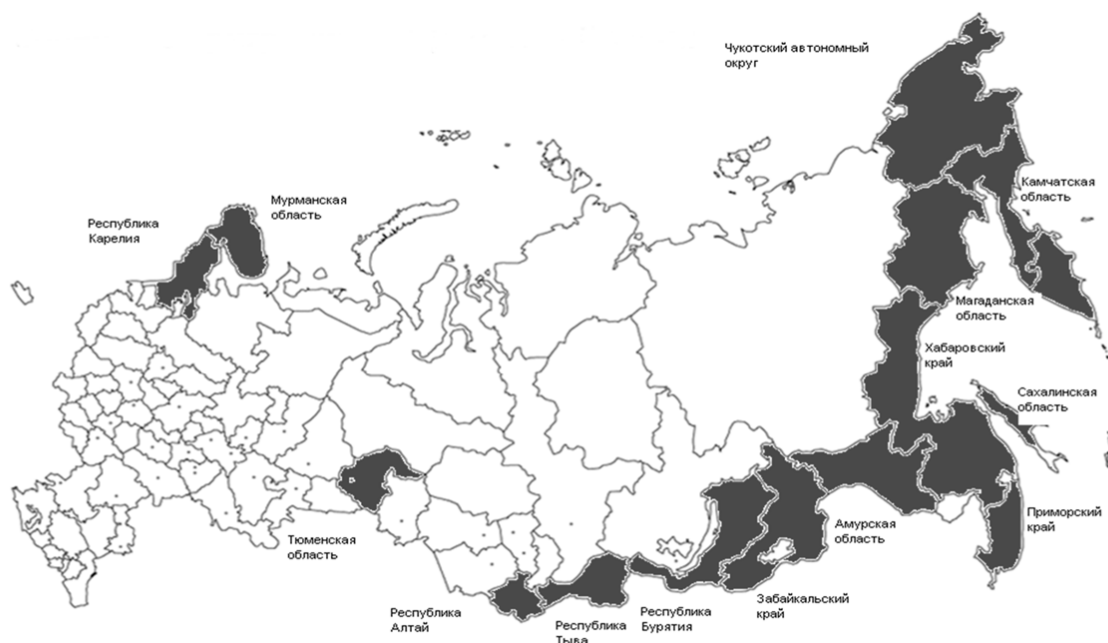 Чукотский автономный
округ
Мурманская
область
Республика
Карелия
Камчатская
область
Магаданская
область
Хабаровский
край
Сахалинская
область
Приморский
край
Амурская
область
Тюменская
область
Забайкальский
край
Республика
Алтай
Республика
Тыва
Республика
Бурятия